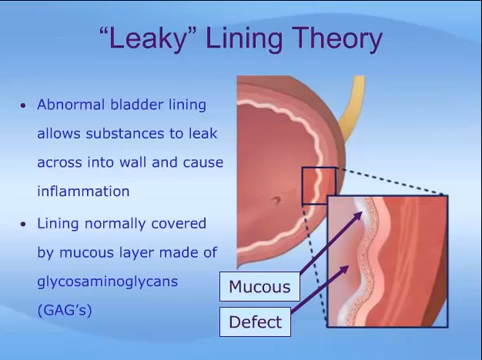 “Leaky” Lining Theory
• Abnormal bladder lining
allows substances to leak
across into wall and cause
inflammation
• Lining normally covered
by mucous layer made of
glycosaminoglycans
(GAG’s)
Mucous
Defect